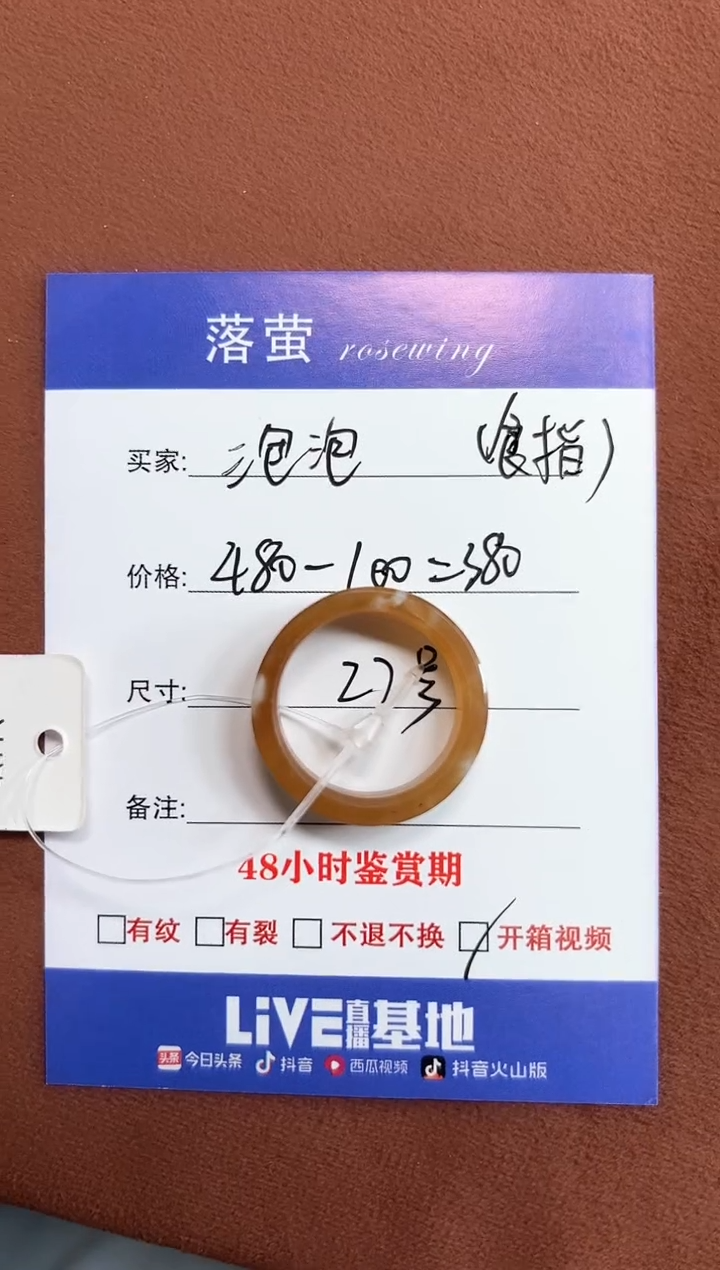 落萤 rosewing
买家: 泡泡 (食指)
价格: 480-100=380
尺寸: 27号
备注:
48小时鉴赏期
有纹 有裂 不退不换 开箱视频
LiVE直播基地
头条 今日头条 抖音 西瓜视频 抖音火山版